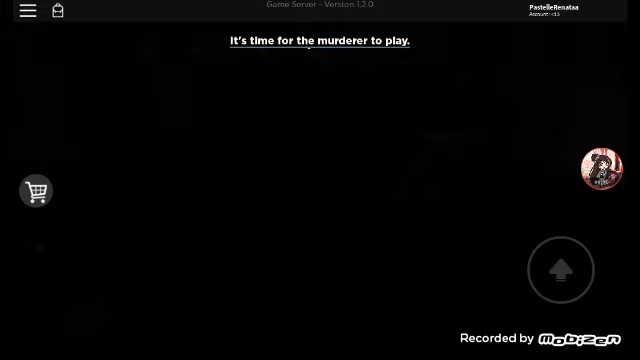 Game Server - Version 1.2.0
PastelleRenataa
Account: <13
It's time for the murderer to play.
Recorded by Mobizen